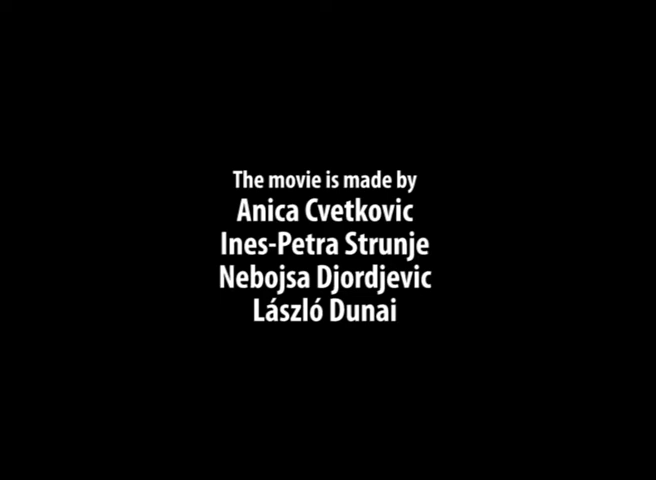 The movie is made by
Anica Cvetkovic
Ines-Petra Strunje
Nebojsa Djordjevic
László Dunai